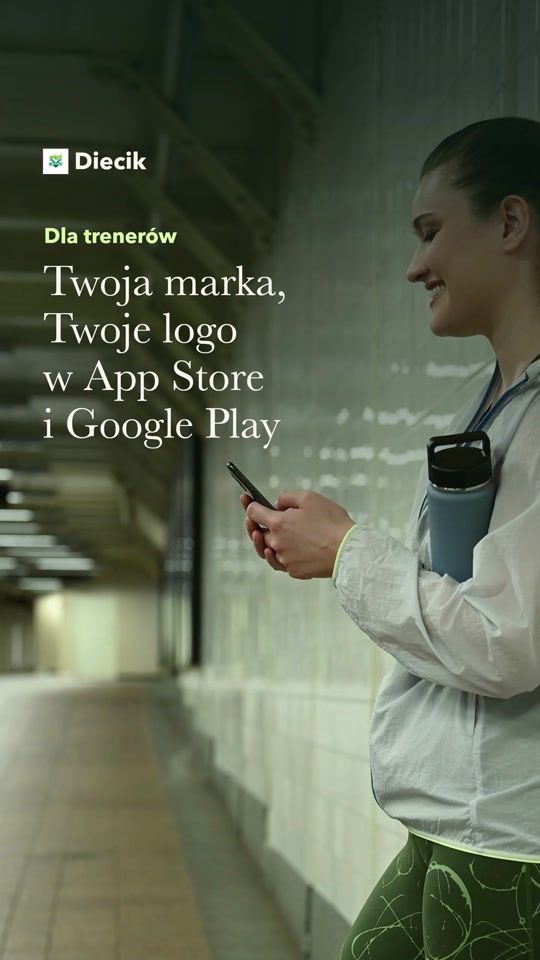 Diecik
Dla trenerów
Twoja marka,
Twoje logo
w App Store
i Google Play